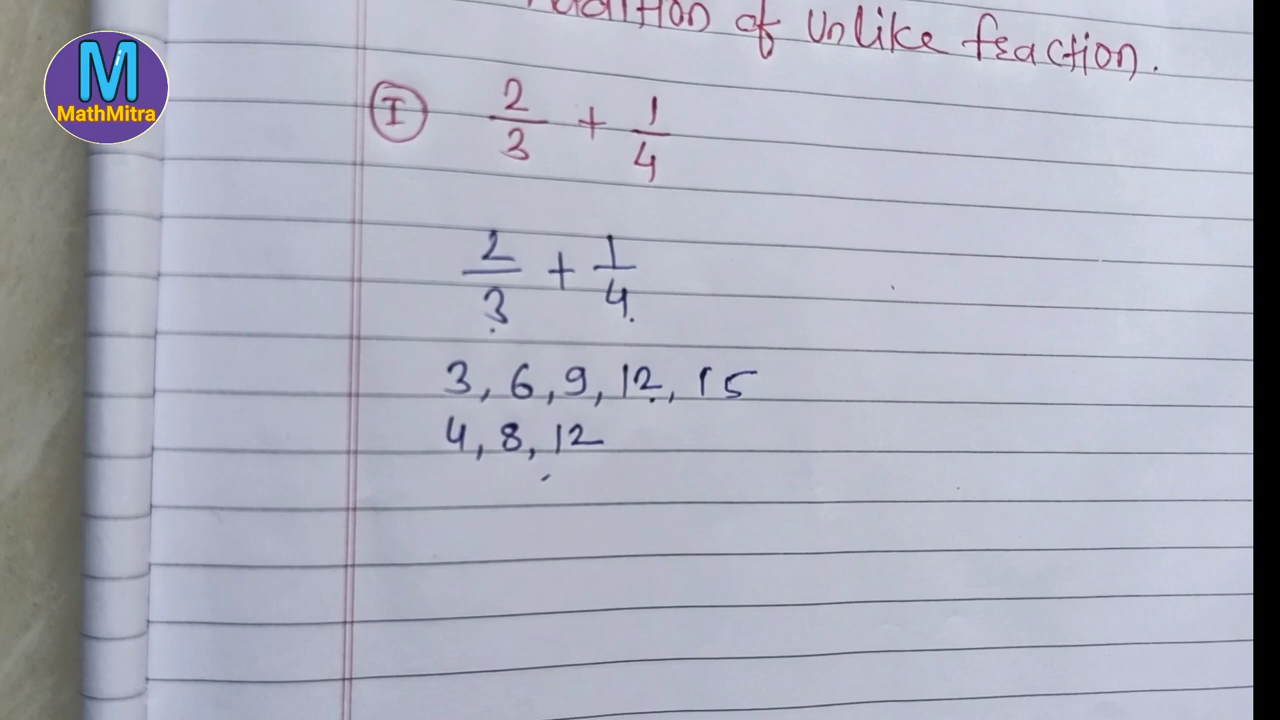 Addition of Unlike fraction.
M
MathMitra
I 2/3 + 1/4
2/3 + 1/4
3, 6, 9, 12, 15
4, 8, 12